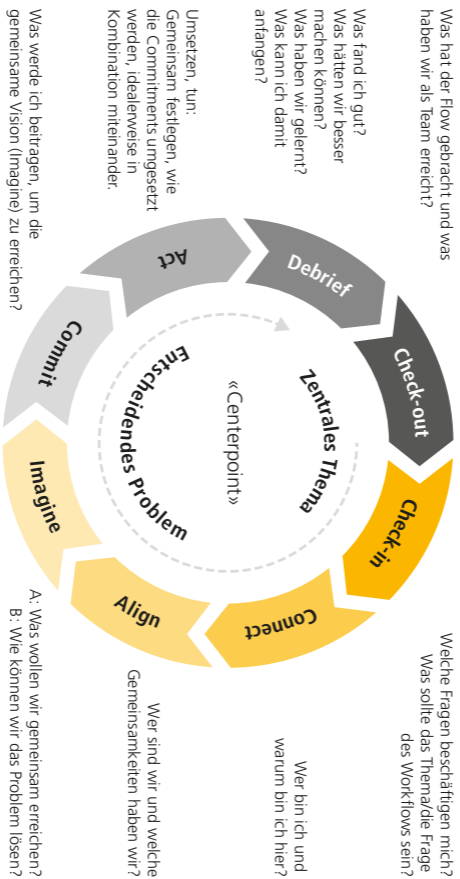 Check-in
Welche Fragen beschäftigen mich?
Was sollte das Thema/die Frage
des Workflows sein?
Connect
Wer bin ich und
warum bin ich hier?
Align
Wer sind wir und welche
Gemeinsamkeiten haben wir?
Imagine
A: Was wollen wir gemeinsam erreichen?
B: Wie können wir das Problem lösen?
Commit
Was werde ich beitragen, um die
gemeinsame Vision (Imagine) zu erreichen?
Act
Umsetzen, tun:
Gemeinsam festlegen, wie
die Commitments umgesetzt
werden, idealerweise in
Kombination miteinander.
Debrief
Was fand ich gut?
Was hätten wir besser
machen können?
Was haben wir gelernt?
Was kann ich damit
anfangen?
Check-out
Was hat der Flow gebracht und was
haben wir als Team erreicht?
Zentrales Thema
«Centerpoint»
Entscheidendes Problem